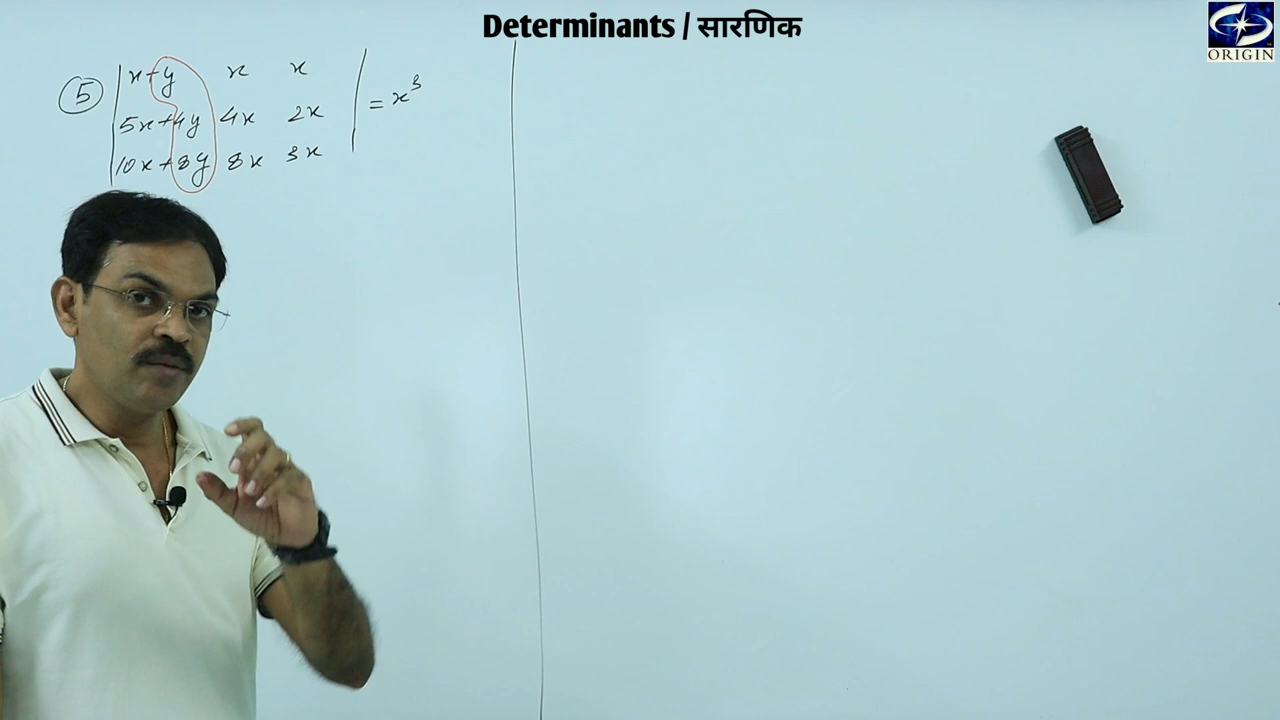 Determinants / सारणिक
ORIGIN
5 | x+y x x |
| 5x+4y 4x 2x | = x³
| 10x+8y 8x 3x |